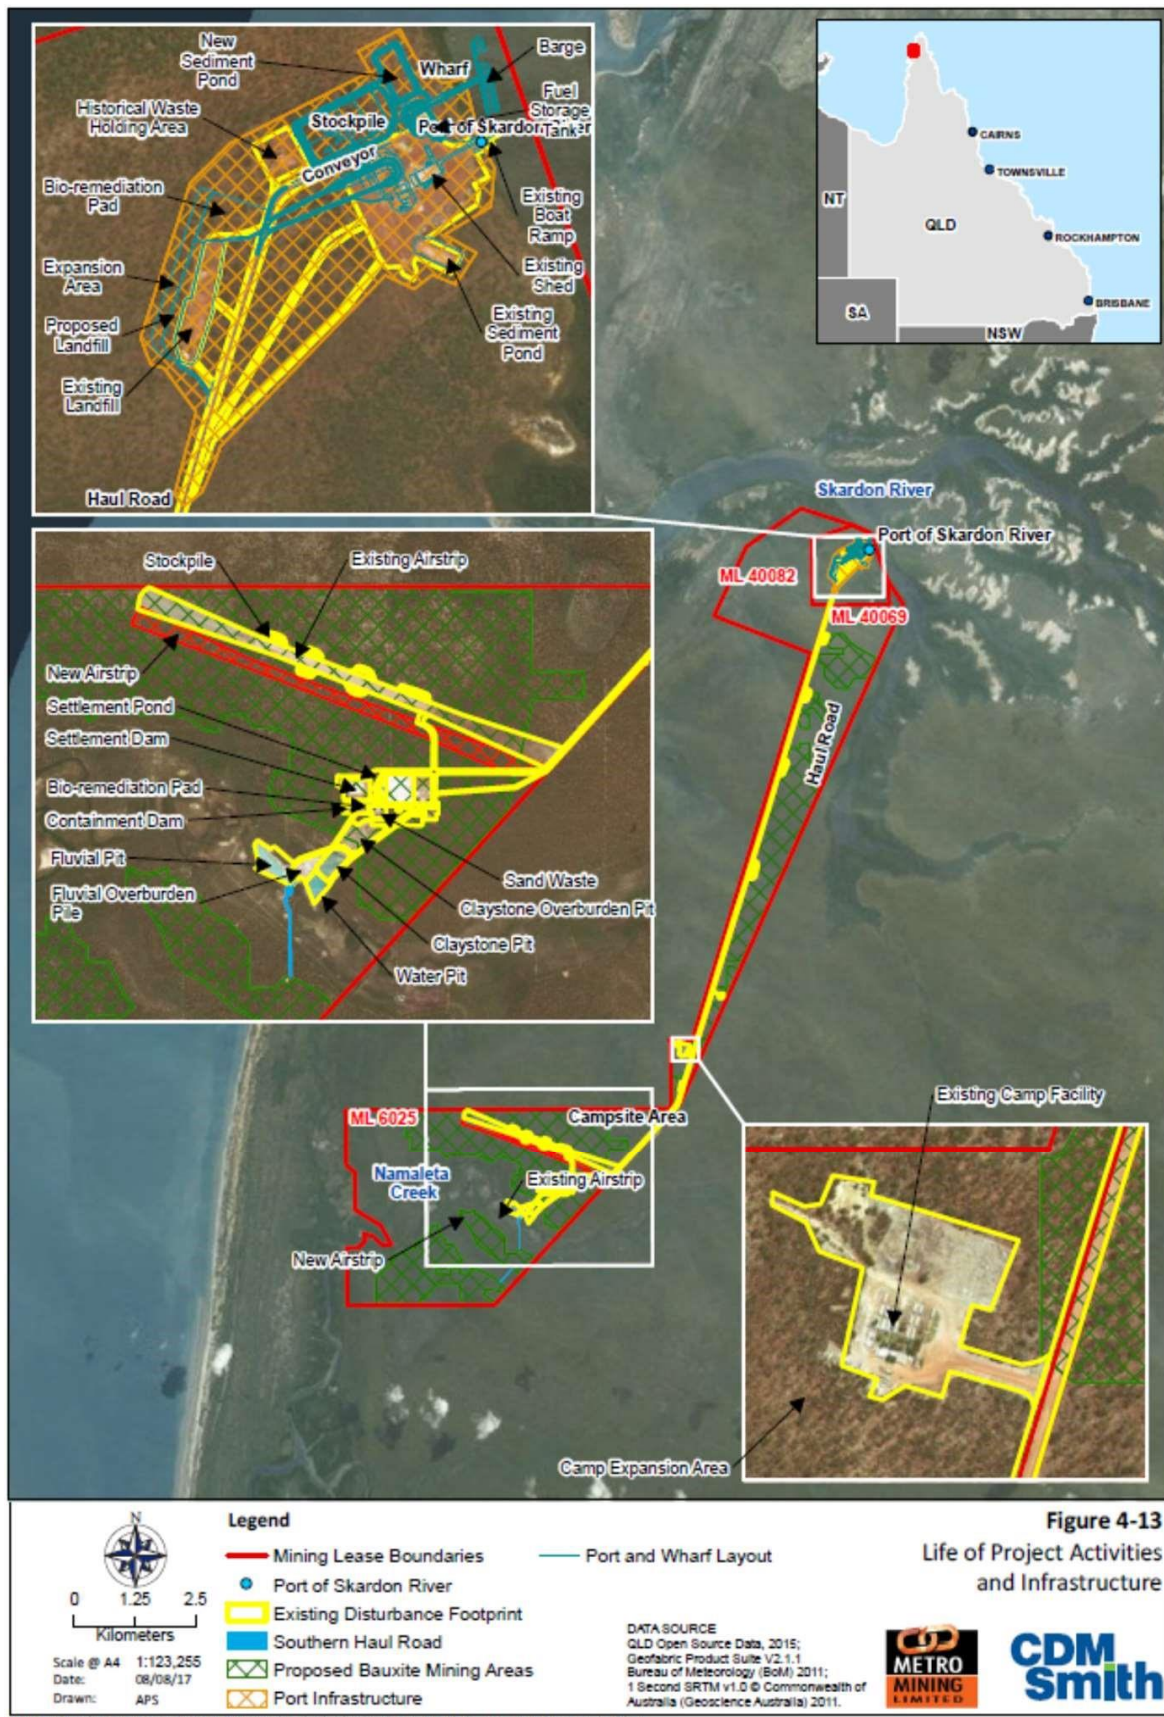 New
Sediment
Pond
Wharf
Barge
Historical Waste
Holding Area
Stockpile
Fuel
Storage
Tank
Port of Skardon River
Conveyor
Bio-remediation
Pad
Existing
Boat
Ramp
Expansion
Area
Existing
Shed
Proposed
Landfill
Existing
Sediment
Pond
Existing
Landfill
Haul Road
CAIRNS
TOWNSVILLE
NT
QLD
ROCKHAMPTON
BRISBANE
SA
NSW
Skardon River
Port of Skardon River
ML 40082
ML 40069
Haul Road
Stockpile
Existing Airstrip
New Airstrip
Settlement Pond
Settlement Dam
Bio-remediation Pad
Containment Dam
Fluvial Pit
Fluvial Overburden
Pile
Sand Waste
Claystone Overburden Pit
Claystone Pit
Water Pit
ML 6025
Campsite Area
Namaleta
Creek
Existing Airstrip
New Airstrip
Existing Camp Facility
Camp Expansion Area
N
0 1.25 2.5
Kilometers
Scale @ A4 1:123,255
Date: 08/08/17
Drawn: APS
Legend
Mining Lease Boundaries
Port of Skardon River
Existing Disturbance Footprint
Southern Haul Road
Proposed Bauxite Mining Areas
Port Infrastructure
Port and Wharf Layout
DATA SOURCE
QLD Open Source Data, 2015;
Geofabric Product Suite V2.1.1
Bureau of Meteorology (BoM) 2011;
1 Second SRTM v1.0 © Commonwealth of
Australia (Geoscience Australia) 2011.
Figure 4-13
Life of Project Activities
and Infrastructure
METRO
MINING
LIMITED
CDM
Smith